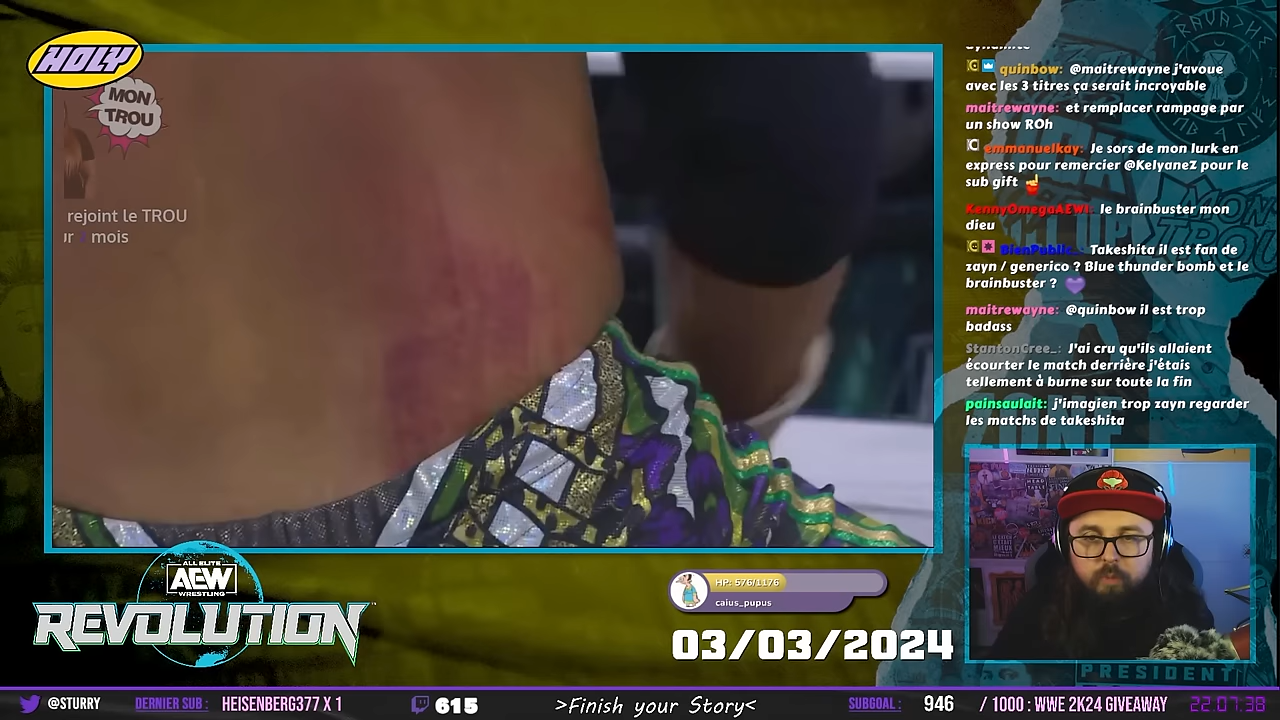 HOLY
MON
TROU
rejoint le TROU
mois
quinbow: @maitrewayne j'avoue
avec les 3 titres ça serait incroyable
maitrewayne: et remplacer rampage par
un show ROh
emmanuelkay: Je sors de mon lurk en
express pour remercier @KelyaneZ pour le
sub gift
KennyOmegaAEW: le brainbuster mon
dieu
BienPublic_: Takeshita il est fan de
zayn / generico ? Blue thunder bomb et le
brainbuster ?
maitrewayne: @quinbow il est trop
badass
StantonCree_: J'ai cru qu'ils allaient
écourter le match derrière j'étais
tellement à burne sur toute la fin
painsaulait: j'imagien trop zayn regarder
les matchs de takeshita
ALL ELITE
AEW
WRESTLING
REVOLUTION
HP: 576/1176
caius_pupus
03/03/2024
PRESIDENT
@STURRY
DERNIER SUB :
HEISENBERG377 X 1
615
>Finish your Story<
SUBGOAL :
946
/ 1000 : WWE 2K24 GIVEAWAY
22:07:38